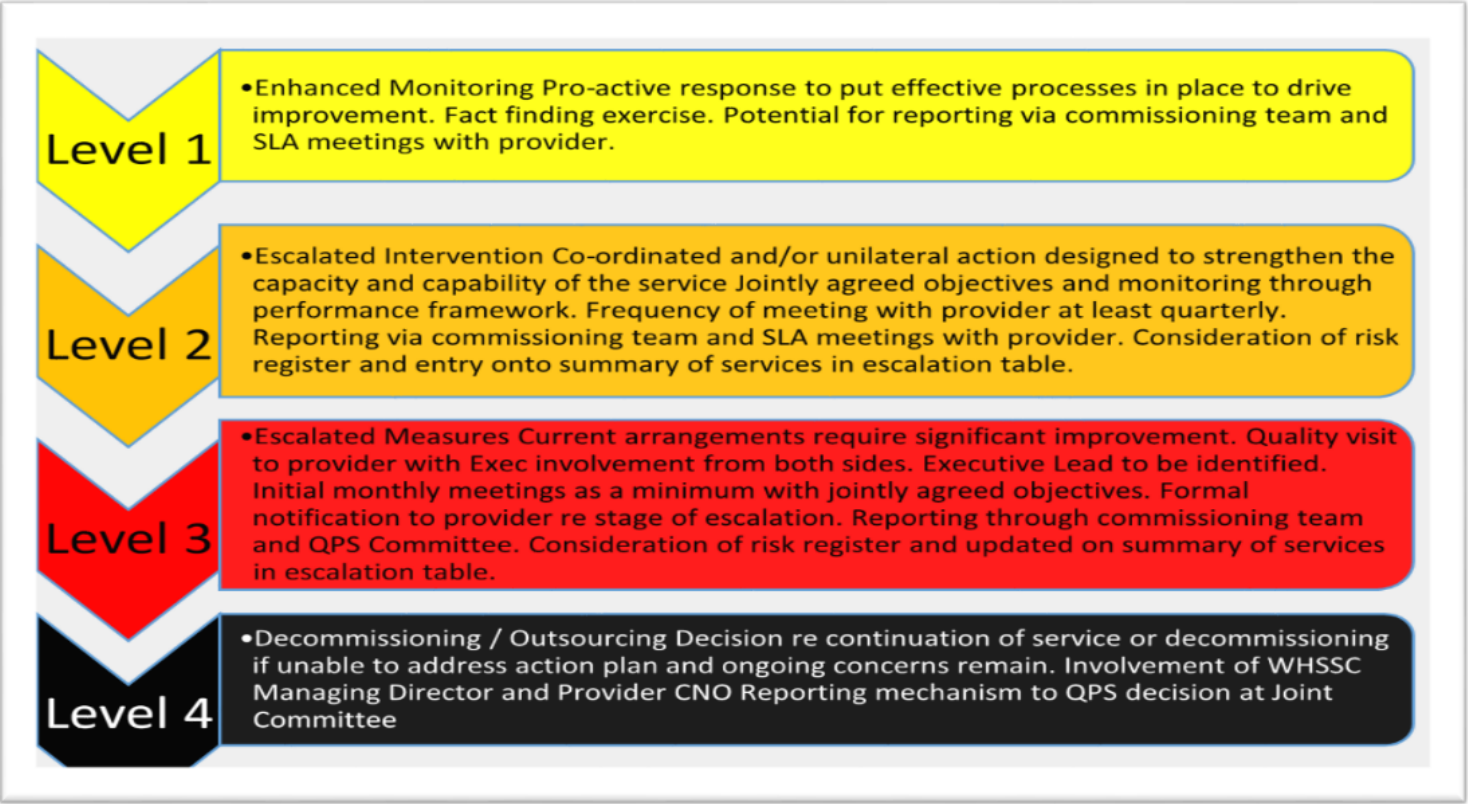 Level 1
•Enhanced Monitoring Pro-active response to put effective processes in place to drive
improvement. Fact finding exercise. Potential for reporting via commissioning team and
SLA meetings with provider.
Level 2
•Escalated Intervention Co-ordinated and/or unilateral action designed to strengthen the
capacity and capability of the service Jointly agreed objectives and monitoring through
performance framework. Frequency of meeting with provider at least quarterly.
Reporting via commissioning team and SLA meetings with provider. Consideration of risk
register and entry onto summary of services in escalation table.
Level 3
•Escalated Measures Current arrangements require significant improvement. Quality visit
to provider with Exec involvement from both sides. Executive Lead to be identified.
Initial monthly meetings as a minimum with jointly agreed objectives. Formal
notification to provider re stage of escalation. Reporting through commissioning team
and QPS Committee. Consideration of risk register and updated on summary of services
in escalation table.
Level 4
•Decommissioning / Outsourcing Decision re continuation of service or decommissioning
if unable to address action plan and ongoing concerns remain. Involvement of WHSSC
Managing Director and Provider CNO Reporting mechanism to QPS decision at Joint
Committee